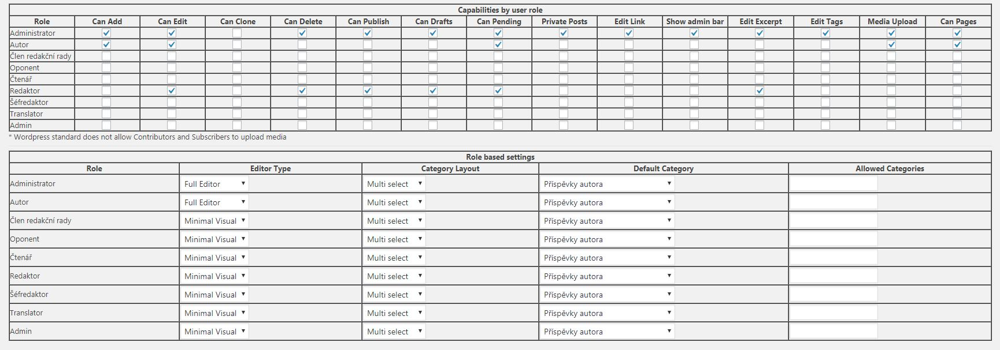 Capabilities by user role
Role Can Add Can Edit Can Clone Can Delete Can Publish Can Drafts Can Pending Private Posts Edit Link Show admin bar Edit Excerpt Edit Tags Media Upload Can Pages
Administrator
Autor
Člen redakční rady
Oponent
Čtenář
Redaktor
Šéfredaktor
Translator
Admin
* Wordpress standard does not allow Contributors and Subscribers to upload media
Role based settings
Role Editor Type Category Layout Default Category Allowed Categories
Administrator Full Editor Multi select Příspěvky autora
Autor Full Editor Multi select Příspěvky autora
Člen redakční rady Minimal Visual Multi select Příspěvky autora
Oponent Minimal Visual Multi select Příspěvky autora
Čtenář Minimal Visual Multi select Příspěvky autora
Redaktor Minimal Visual Multi select Příspěvky autora
Šéfredaktor Minimal Visual Multi select Příspěvky autora
Translator Minimal Visual Multi select Příspěvky autora
Admin Minimal Visual Multi select Příspěvky autora